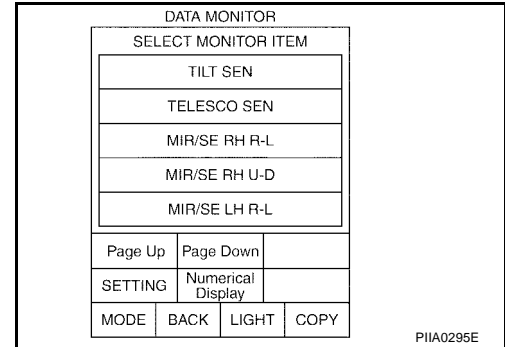 DATA MONITOR
SELECT MONITOR ITEM
TILT SEN
TELESCO SEN
MIR/SE RH R-L
MIR/SE RH U-D
MIR/SE LH R-L
Page Up Page Down
SETTING Numerical Display
MODE BACK LIGHT COPY
PIIA0295E